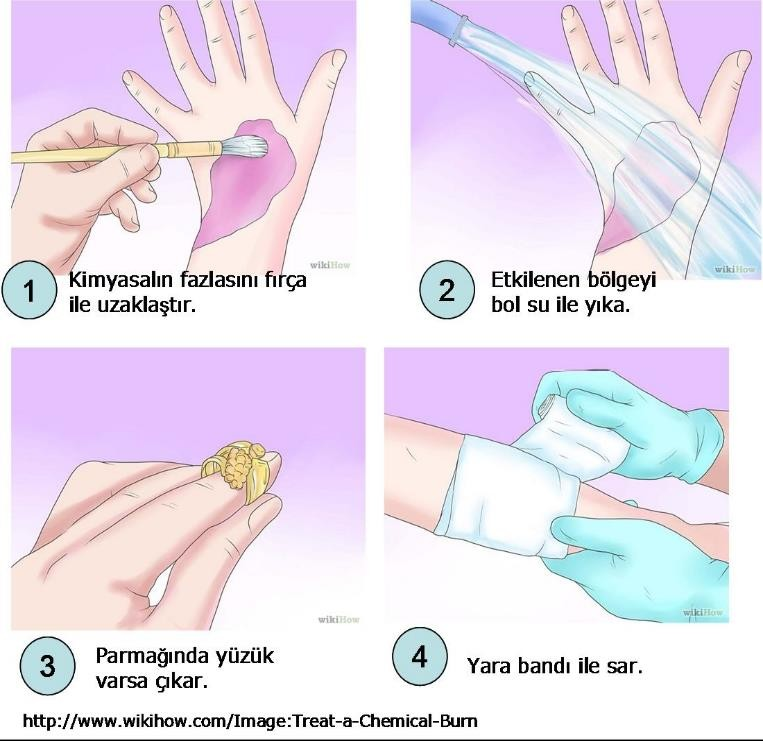 wikiHow
wikiHow
1
Kimyasalın fazlasını fırça
ile uzaklaştır.
2
Etkilenen bölgeyi
bol su ile yıka.
wikiHow
wikiHow
3
Parmağında yüzük
varsa çıkar.
4
Yara bandı ile sar.
http://www.wikihow.com/Image:Treat-a-Chemical-Burn